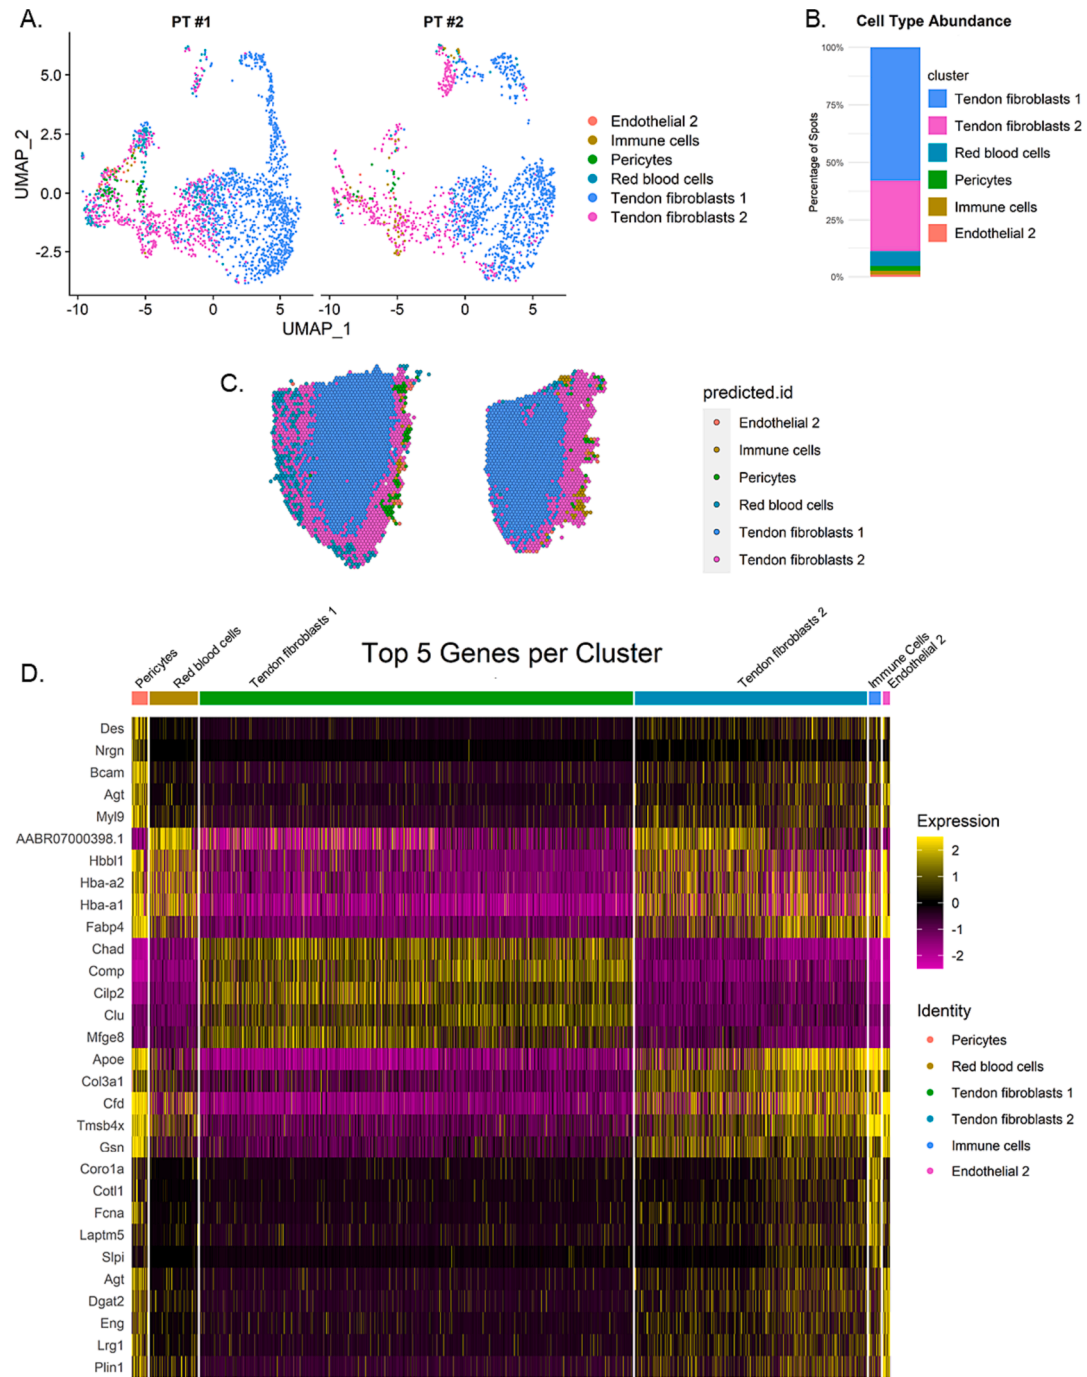 A.
PT #1
PT #2
UMAP_2
5.0
2.5
0.0
-2.5
-10
-5
0
5
-10
-5
0
5
UMAP_1
Endothelial 2
Immune cells
Pericytes
Red blood cells
Tendon fibroblasts 1
Tendon fibroblasts 2
B.
Cell Type Abundance
Percentage of Spots
100%
75%
50%
25%
0%
cluster
Tendon fibroblasts 1
Tendon fibroblasts 2
Red blood cells
Pericytes
Immune cells
Endothelial 2
C.
predicted.id
Endothelial 2
Immune cells
Pericytes
Red blood cells
Tendon fibroblasts 1
Tendon fibroblasts 2
D.
Top 5 Genes per Cluster
Pericytes
Red blood cells
Tendon fibroblasts 1
Tendon fibroblasts 2
Immune Cells
Endothelial 2
Des
Nrgn
Bcam
Agt
Myl9
AABR07000398.1
Hbbl1
Hba-a2
Hba-a1
Fabp4
Chad
Comp
Cilp2
Clu
Mfge8
Apoe
Col3a1
Cfd
Tmsb4x
Gsn
Coro1a
Cotl1
Fcna
Laptm5
Slpi
Agt
Dgat2
Eng
Lrg1
Plin1
Expression
2
1
0
-1
-2
Identity
Pericytes
Red blood cells
Tendon fibroblasts 1
Tendon fibroblasts 2
Immune cells
Endothelial 2